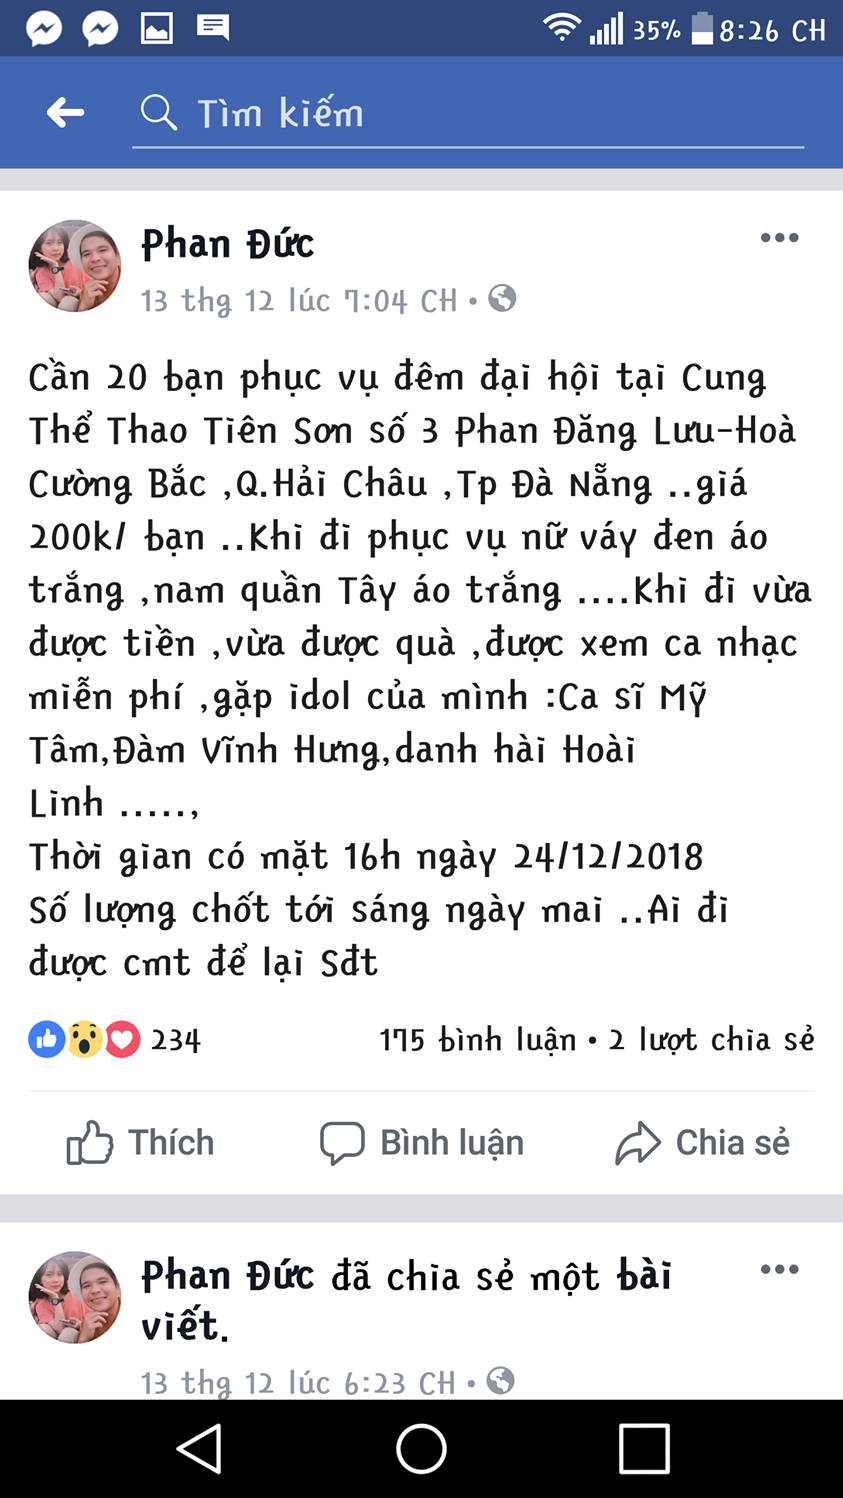 35% 8:26 CH
Tìm kiếm
Phan Đức
13 thg 12 lúc 7:04 CH •
Cần 20 bạn phục vụ đêm đại hội tại Cung
Thể Thao Tiên Sơn số 3 Phan Đăng Lưu-Hoà
Cường Bắc ,Q.Hải Châu ,Tp Đà Nẵng ..giá
200k/ bạn ..Khi đi phục vụ nữ váy đen áo
trắng ,nam quần Tây áo trắng ....Khi đi vừa
được tiền ,vừa được quà ,được xem ca nhạc
miễn phí ,gặp idol của mình :Ca sĩ Mỹ
Tâm,Đàm Vĩnh Hưng,danh hài Hoài
Linh .....,
Thời gian có mặt 16h ngày 24/12/2018
Số lượng chốt tới sáng ngày mai ..Ai đi
được cmt để lại Sđt
234 175 bình luận • 2 lượt chia sẻ
Thích Bình luận Chia sẻ
Phan Đức đã chia sẻ một bài
viết.
13 thg 12 lúc 6:23 CH •